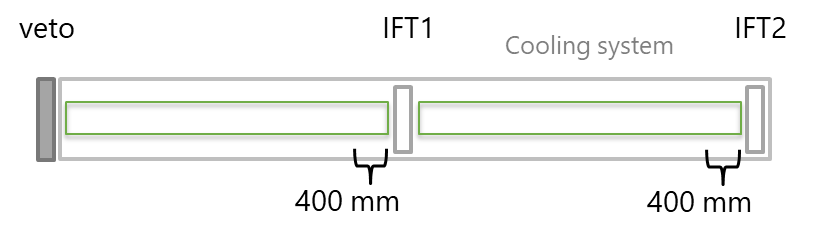 veto
IFT1
IFT2
Cooling system
400 mm
400 mm